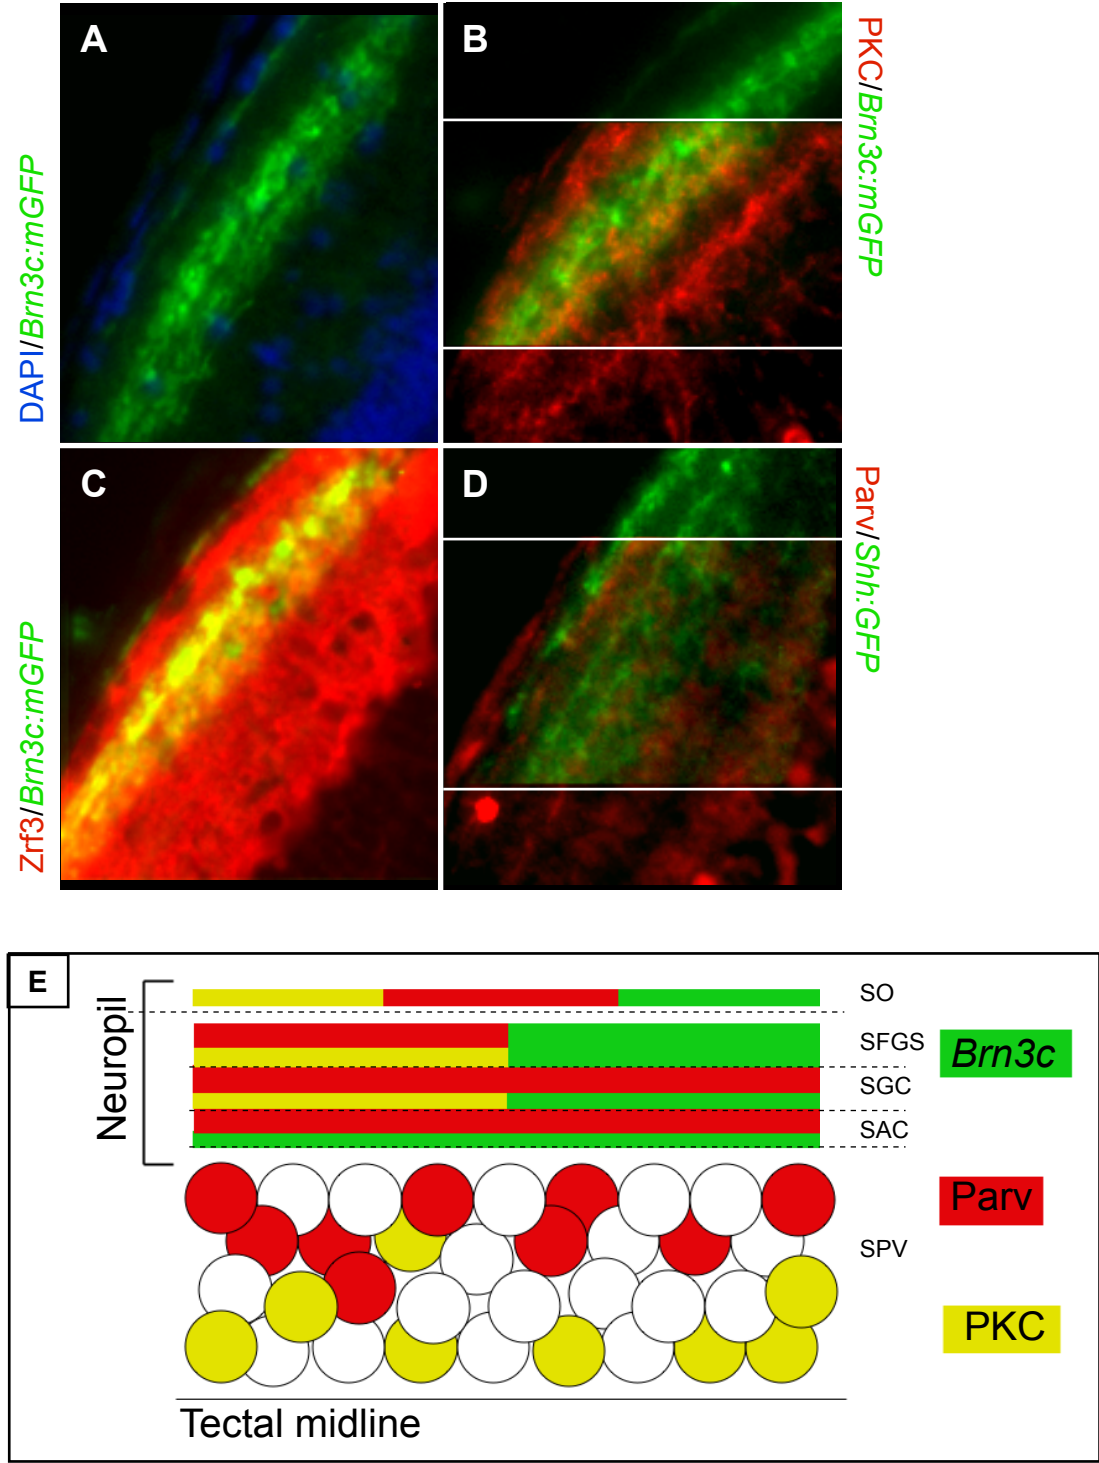 A
B
DAPI/Brn3c:mGFP
PKC/Brn3c:mGFP
C
D
Zrf3/Brn3c:mGFP
Parv/Shh:GFP
E
Neuropil
SO
SFGS
SGC
SAC
SPV
Brn3c
Parv
PKC
Tectal midline